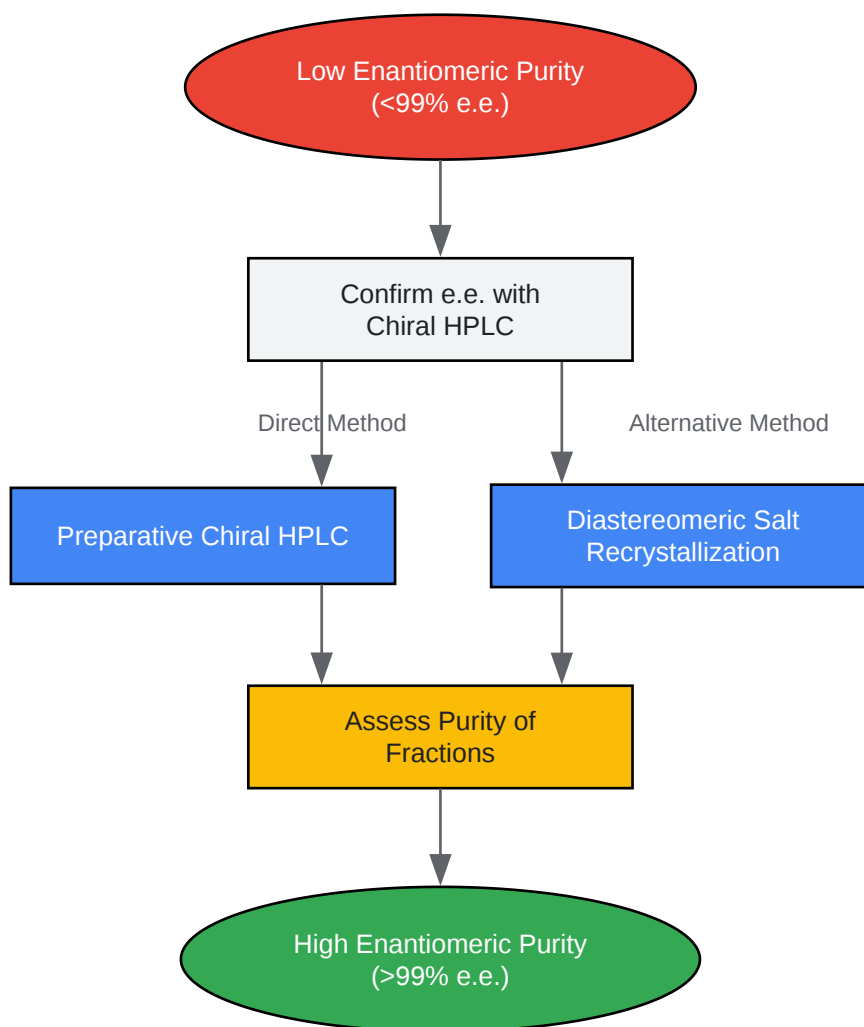 Low Enantiomeric Purity
(<99% e.e.)
Confirm e.e. with
Chiral HPLC
Direct Method
Alternative Method
Preparative Chiral HPLC
Diastereomeric Salt
Recrystallization
Assess Purity of
Fractions
High Enantiomeric Purity
(>99% e.e.)